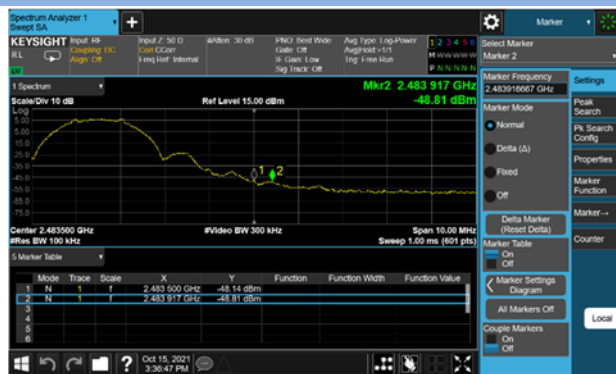 Spectrum Analyzer 1
Swept SA
Marker
KEYSIGHT
Input: RF
Input Z: 50 Ω
#Atten: 30 dB
PNO: Best Wide
Avg Type: Log-Power
1 2 3 4 5 6
RL
Coupling: DC
Corr CCorr
Gate: Off
Avg|Hold:>1/1
M W W W W W
Align: Off
Freq Ref: Internal
IF Gain: Low
Trig: Free Run
P N N N N N
Sig Track: Off
Select Marker
Marker 2
1 Spectrum
Mkr2 2.483 917 GHz
Scale/Div 10 dB
Ref Level 15.00 dBm
-48.81 dBm
Log
5.00
-5.00
-15.0
-25.0
-35.0
-45.0
-55.0
-65.0
-75.0
1
2
Center 2.483500 GHz
#Video BW 300 kHz
Span 10.00 MHz
#Res BW 100 kHz
Sweep 1.00 ms (601 pts)
5 Marker Table
Mode Trace Scale X Y Function Function Width Function Value
1 N 1 f 2.483 500 GHz -48.14 dBm
2 N 1 f 2.483 917 GHz -48.81 dBm
3
4
5
6
Marker Frequency
2.483916667 GHz
Marker Mode
Normal
Delta (Δ)
Fixed
Off
Delta Marker
(Reset Delta)
Marker Table
On
Off
Marker Settings
Diagram
All Markers Off
Couple Markers
On
Off
Settings
Peak
Search
Pk Search
Config
Properties
Marker
Function
Marker→
Counter
Local
?
Oct 15, 2021
3:36:47 PM